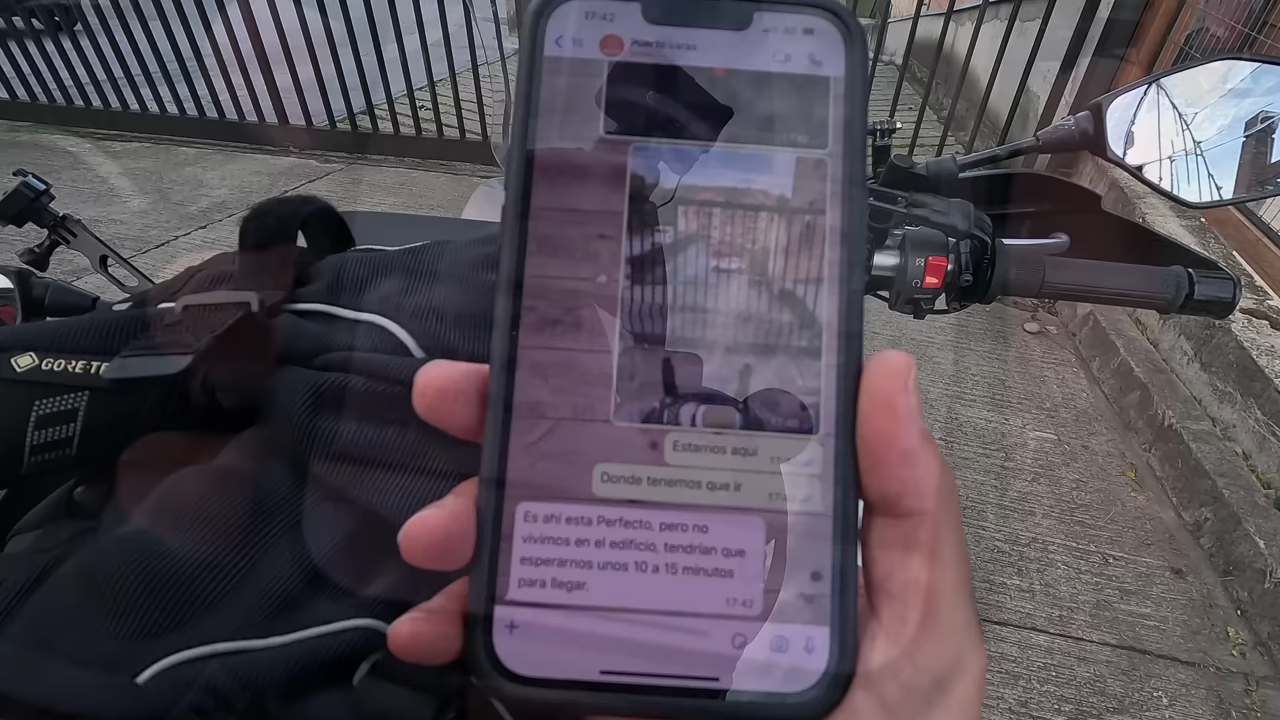 17:42
GORE-TE
Estamos aqui
Donde tenemos que ir
Es ahí esta Perfecto, pero no
vivimos en el edificio, tendrían que
esperarnos unos 10 a 15 minutos
para llegar.
17:42